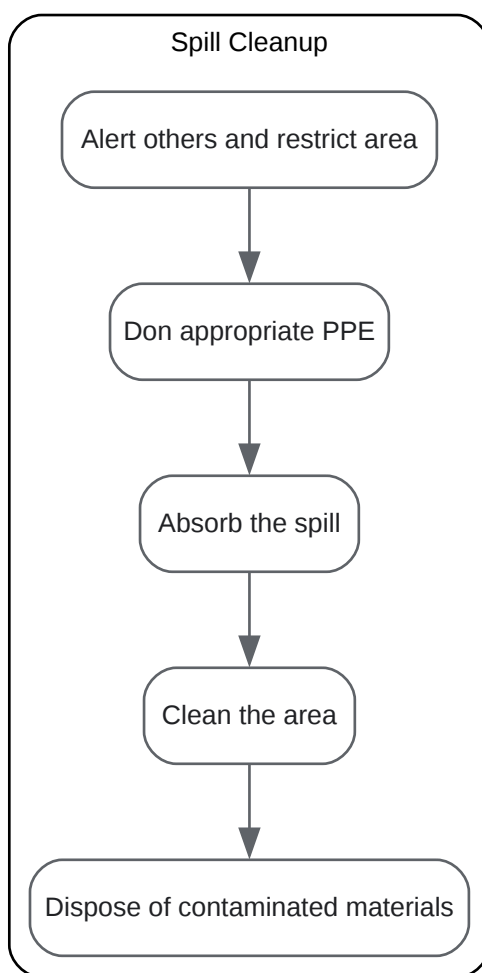 Spill Cleanup
Alert others and restrict area
Don appropriate PPE
Absorb the spill
Clean the area
Dispose of contaminated materials